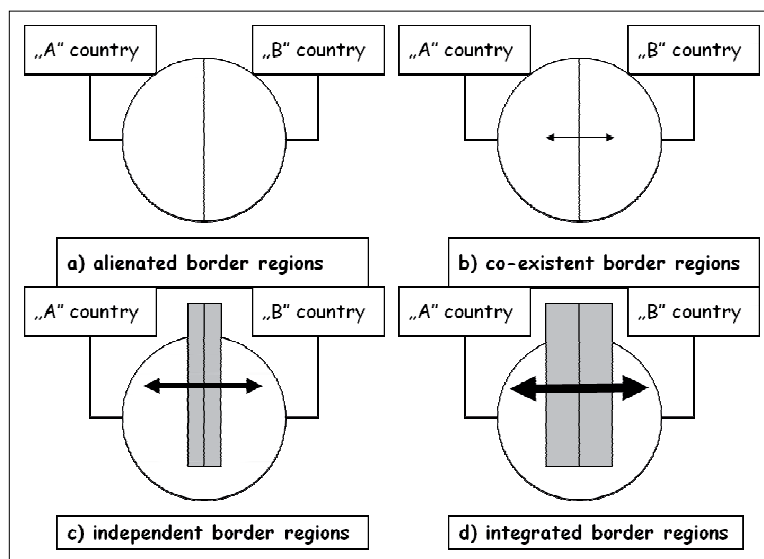 „A" country
„B" country
„A" country
„B" country
a) alienated border regions
b) co-existent border regions
„A" country
„B" country
„A" country
„B" country
c) independent border regions
d) integrated border regions